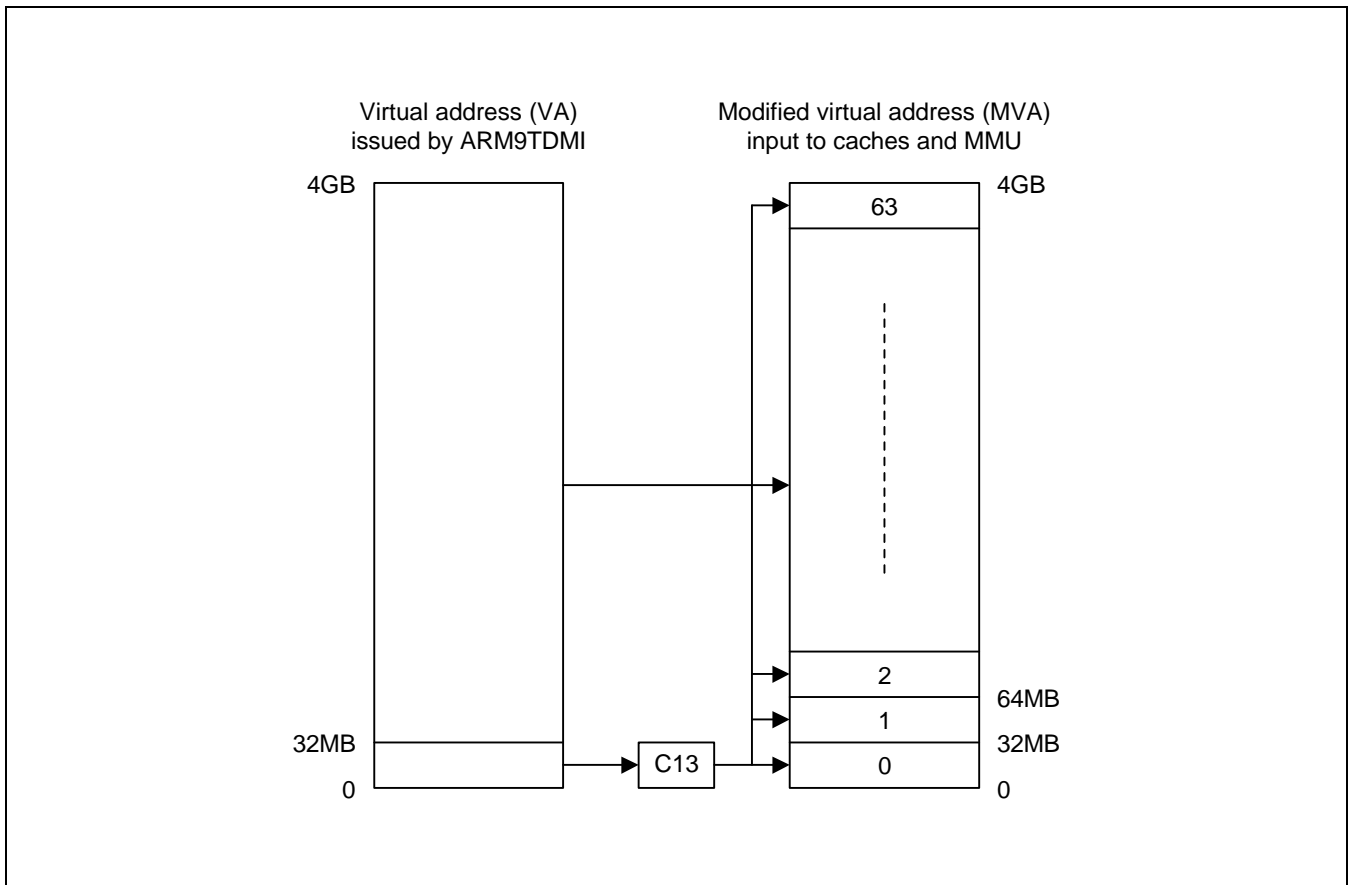 Virtual address (VA)
issued by ARM9TDMI
Modified virtual address (MVA)
input to caches and MMU
4GB
4GB
63
2
64MB
1
32MB
32MB
C13
0
0
0